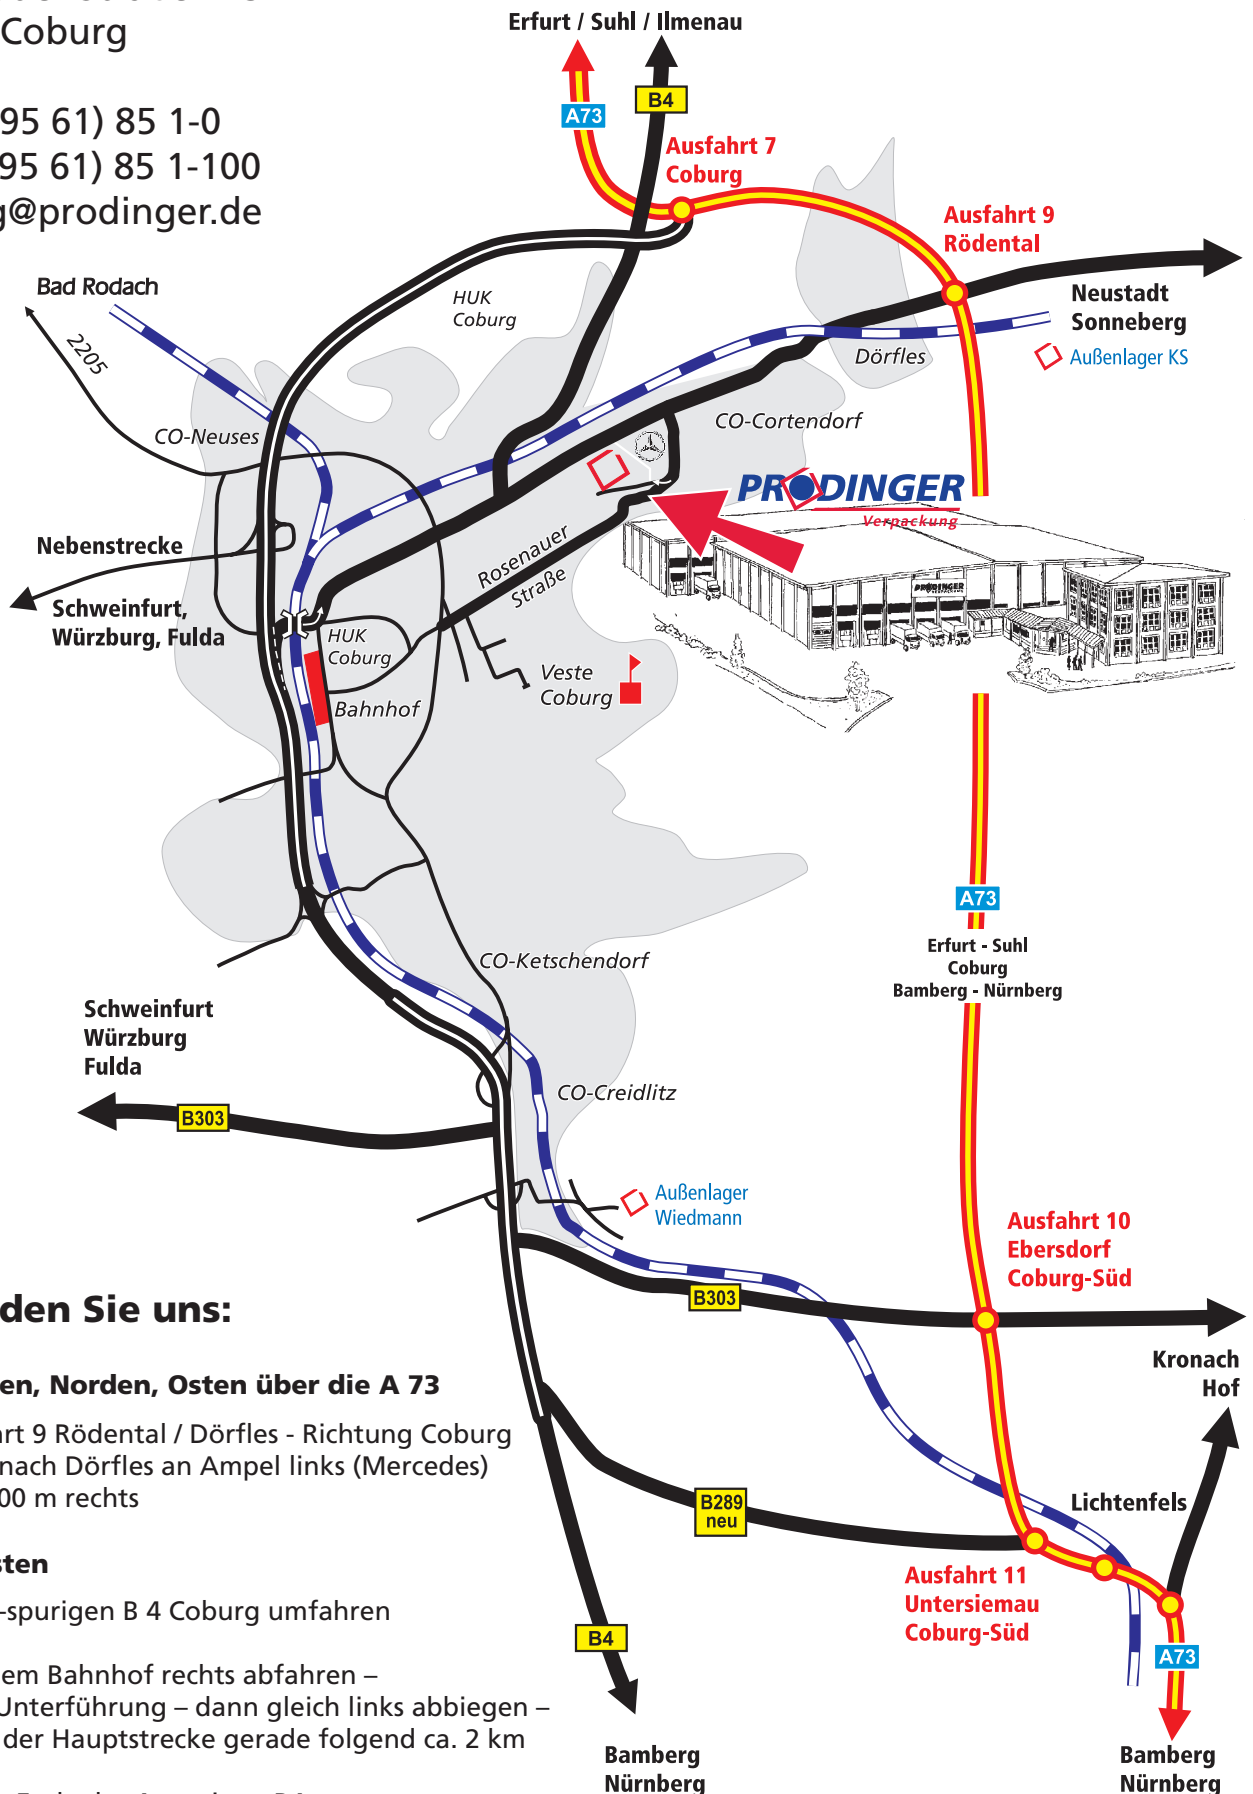 Coburg
95 61) 85 1-0
95 61) 85 1-100
g@prodinger.de
Erfurt / Suhl / Ilmenau
A73
B4
Ausfahrt 7
Coburg
Ausfahrt 9
Rödental
Bad Rodach
2205
HUK
Coburg
Neustadt
Sonneberg
Außenlager KS
Dörfles
CO-Neuses
CO-Cortendorf
PRODINGER
Verpackung
Nebenstrecke
Rosenauer
Straße
Schweinfurt,
Würzburg, Fulda
PRODINGER
HUK
Coburg
Veste
Coburg
Bahnhof
A73
Erfurt - Suhl
Coburg
Bamberg - Nürnberg
CO-Ketschendorf
Schweinfurt
Würzburg
Fulda
B303
CO-Creidlitz
Außenlager
Wiedmann
Ausfahrt 10
Ebersdorf
Coburg-Süd
B303
den Sie uns:
Kronach
Hof
en, Norden, Osten über die A 73
rt 9 Rödental / Dörfles - Richtung Coburg
nach Dörfles an Ampel links (Mercedes)
00 m rechts
B289
neu
Lichtenfels
sten
Ausfahrt 11
Untersiemau
Coburg-Süd
-spurigen B 4 Coburg umfahren
B4
A73
em Bahnhof rechts abfahren –
Unterführung – dann gleich links abbiegen –
der Hauptstrecke gerade folgend ca. 2 km
Bamberg
Nürnberg
Bamberg
Nürnberg